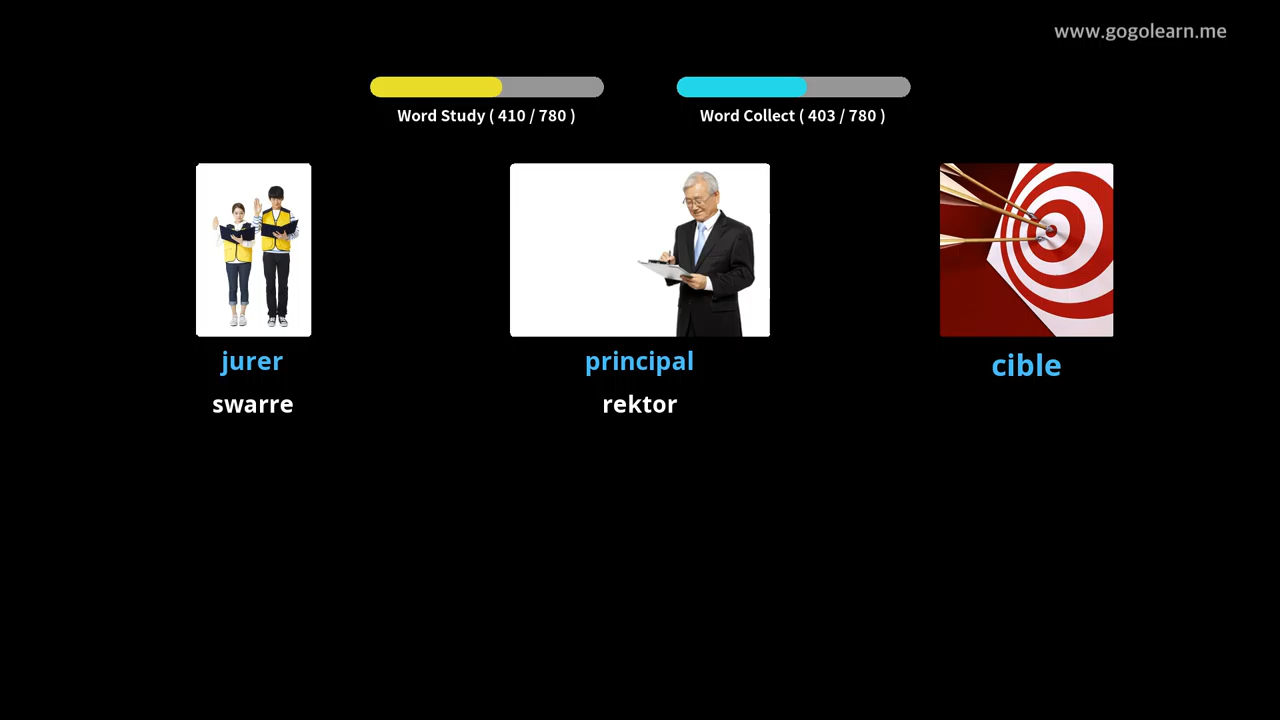 www.gogolearn.me
Word Study ( 410 / 780 )
Word Collect ( 403 / 780 )
jurer
principal
cible
swarre
rektor